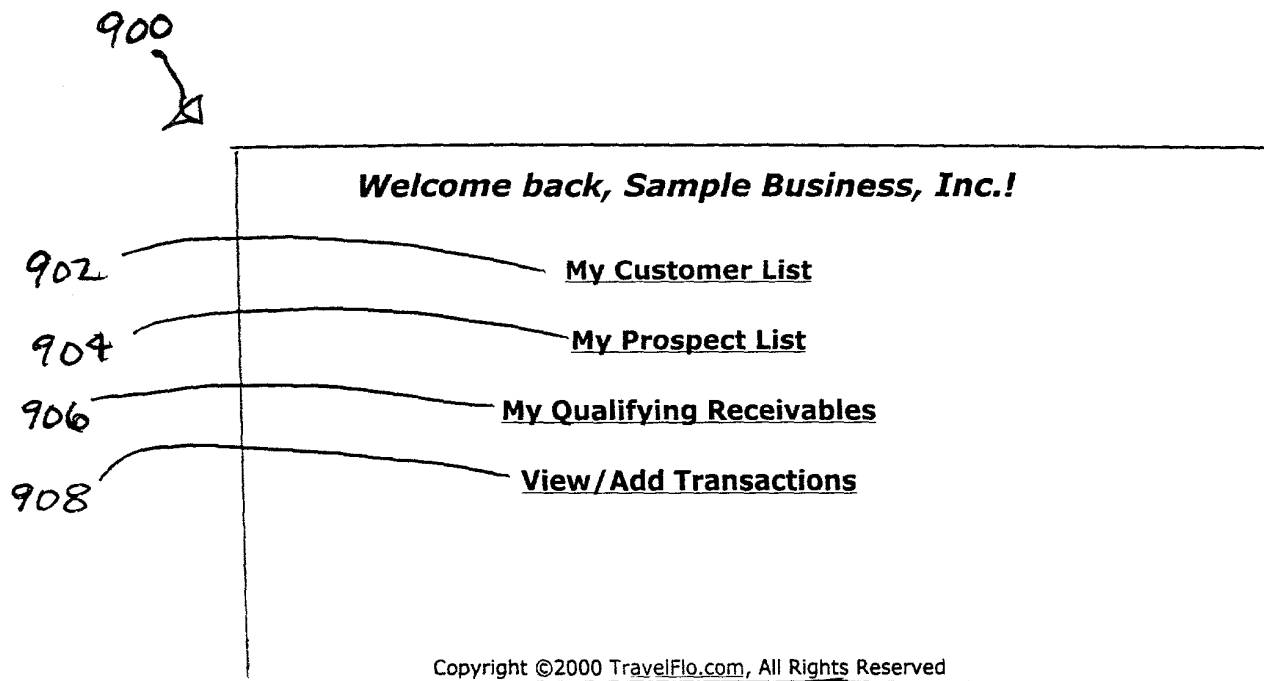 900
Welcome back, Sample Business, Inc.!
902 My Customer List
904 My Prospect List
906 My Qualifying Receivables
908 View/Add Transactions
Copyright ©2000 TravelFlo.com, All Rights Reserved